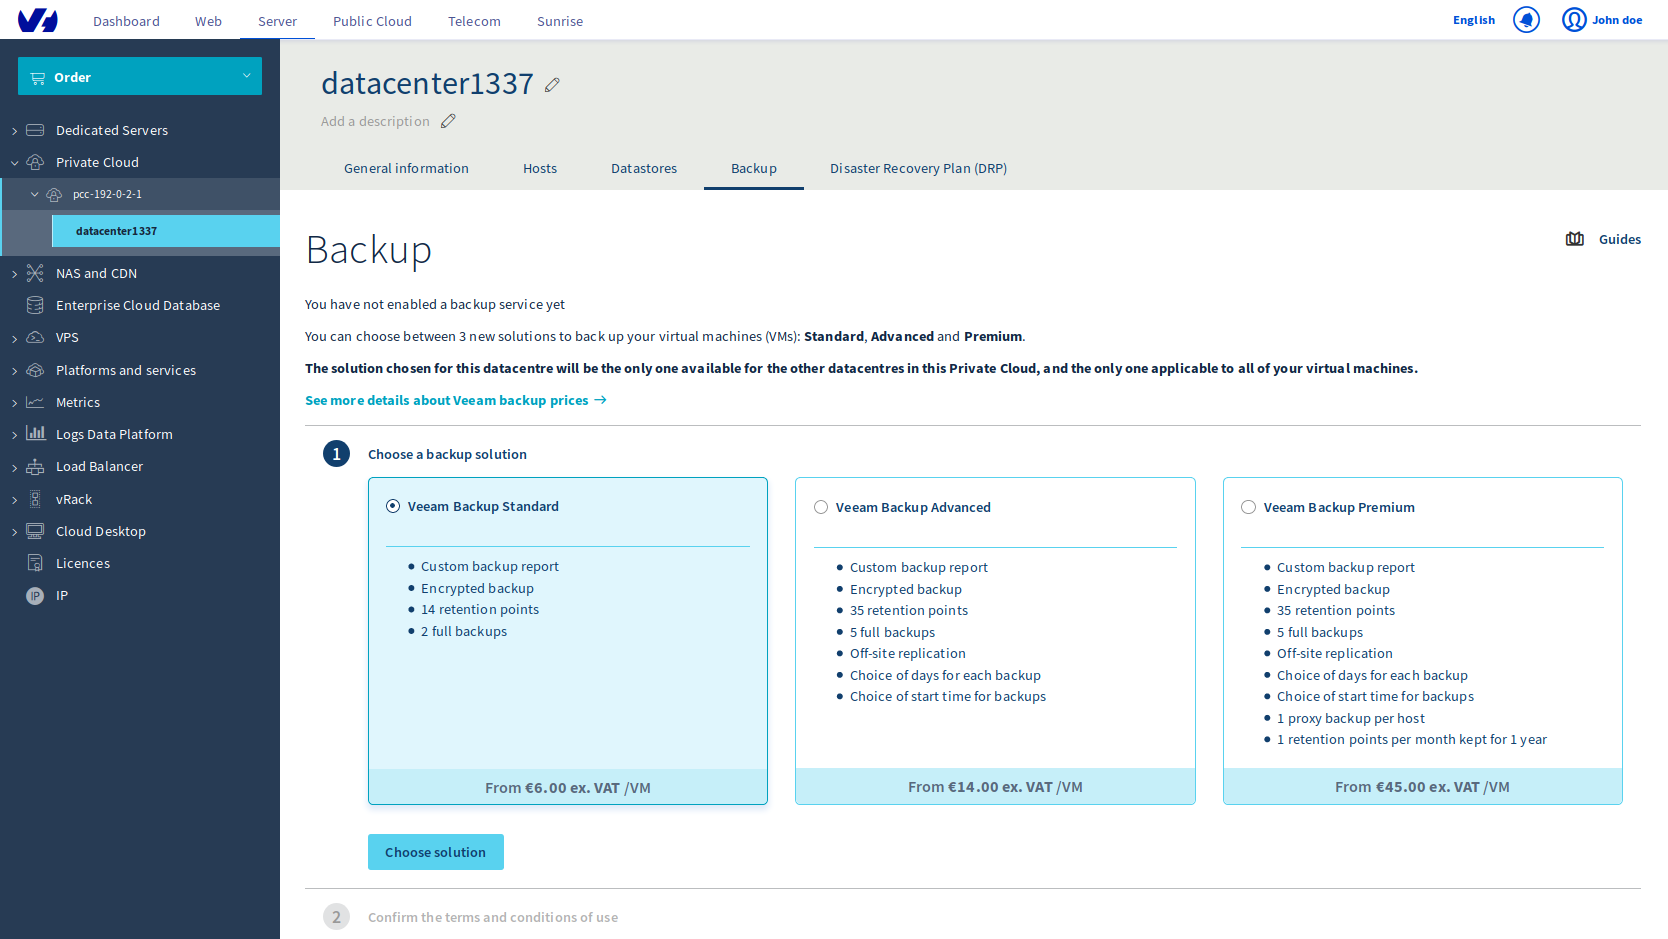 Dashboard Web Server Public Cloud Telecom Sunrise English John doe
Order
Dedicated Servers
Private Cloud
pcc-192-0-2-1
datacenter1337
NAS and CDN
Enterprise Cloud Database
VPS
Platforms and services
Metrics
Logs Data Platform
Load Balancer
vRack
Cloud Desktop
Licences
IP IP
datacenter1337
Add a description
General information Hosts Datastores Backup Disaster Recovery Plan (DRP)
Backup
Guides
You have not enabled a backup service yet
You can choose between 3 new solutions to back up your virtual machines (VMs): Standard, Advanced and Premium.
The solution chosen for this datacentre will be the only one available for the other datacentres in this Private Cloud, and the only one applicable to all of your virtual machines.
See more details about Veeam backup prices →
1 Choose a backup solution
Veeam Backup Standard
• Custom backup report
• Encrypted backup
• 14 retention points
• 2 full backups
From €6.00 ex. VAT /VM
Veeam Backup Advanced
• Custom backup report
• Encrypted backup
• 35 retention points
• 5 full backups
• Off-site replication
• Choice of days for each backup
• Choice of start time for backups
From €14.00 ex. VAT /VM
Veeam Backup Premium
• Custom backup report
• Encrypted backup
• 35 retention points
• 5 full backups
• Off-site replication
• Choice of days for each backup
• Choice of start time for backups
• 1 proxy backup per host
• 1 retention points per month kept for 1 year
From €45.00 ex. VAT /VM
Choose solution
2 Confirm the terms and conditions of use